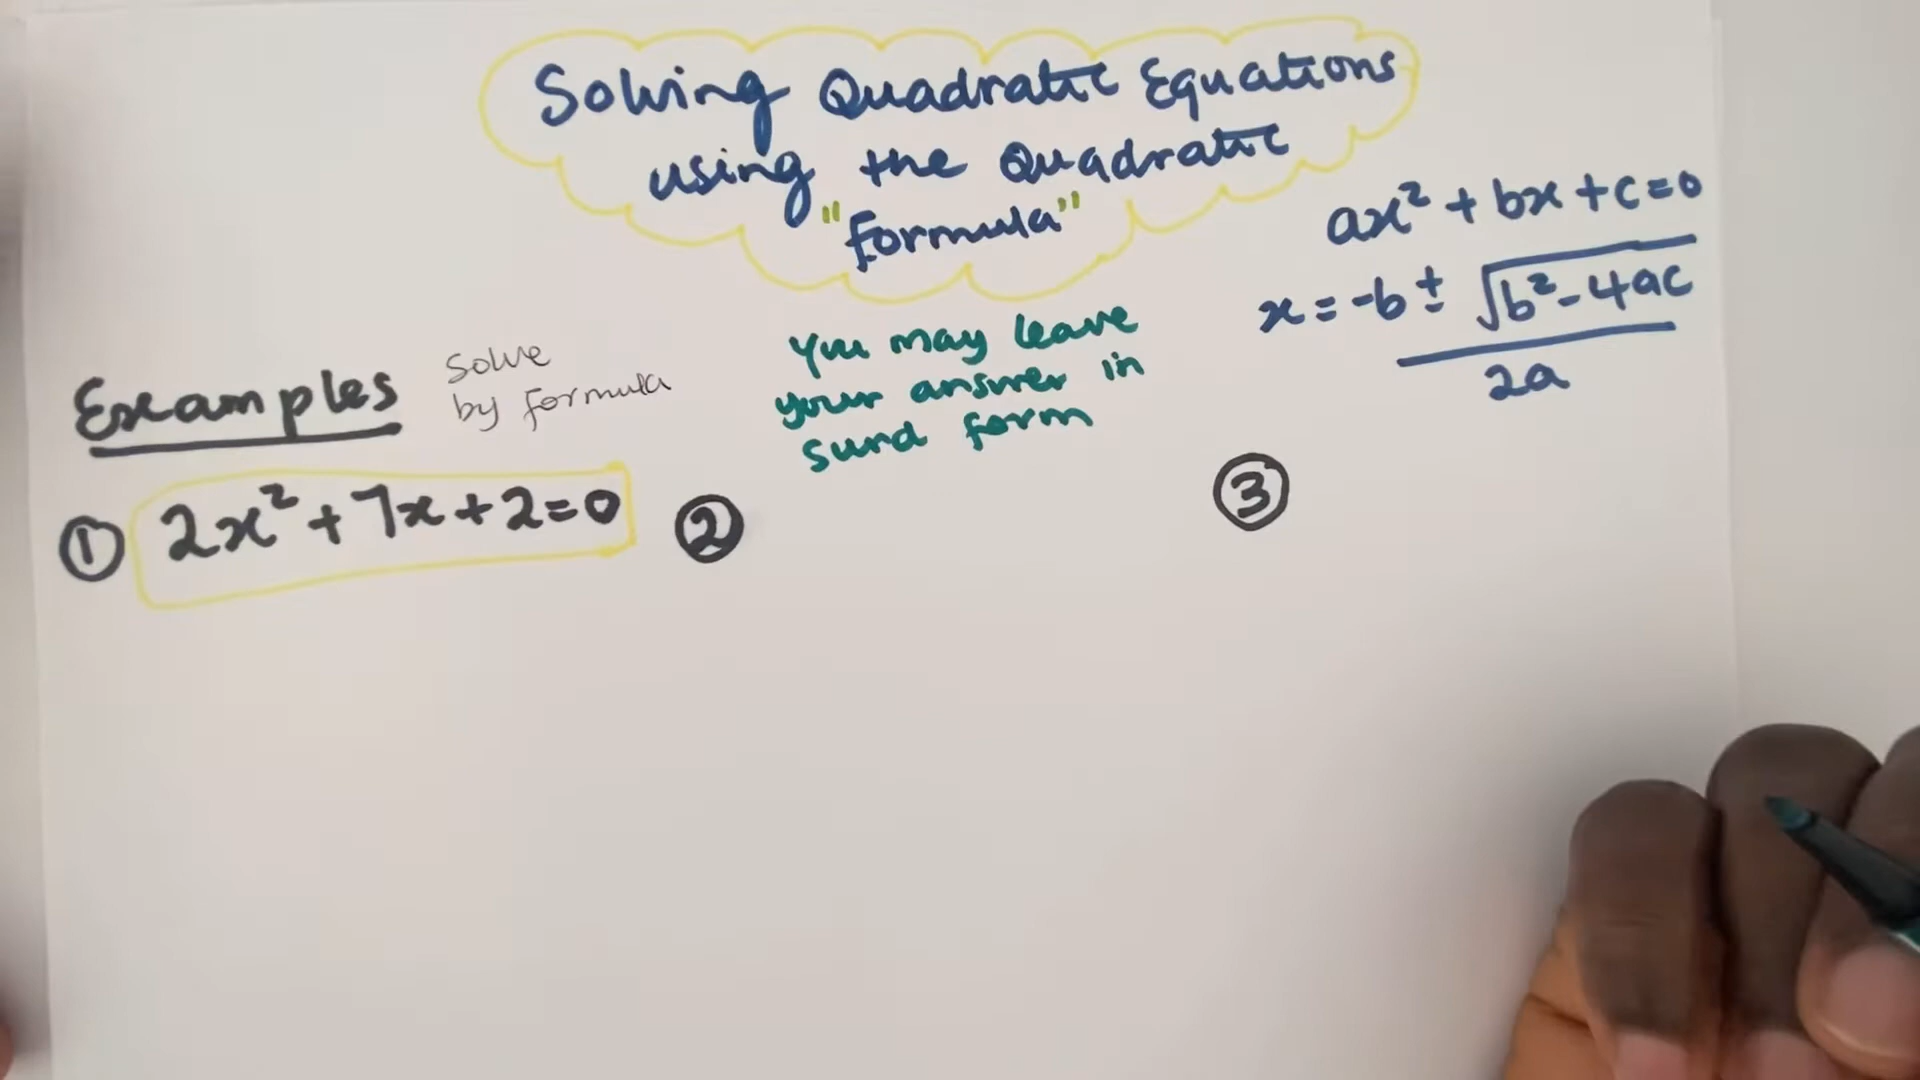 Solving Quadratic Equations
using the Quadratic
"formula"
ax² + bx + c = 0
x = -b ± √b² - 4ac
2a
Examples
Solve
by formula
You may leave
your answer in
surd form
① 2x² + 7x + 2 = 0
②
③